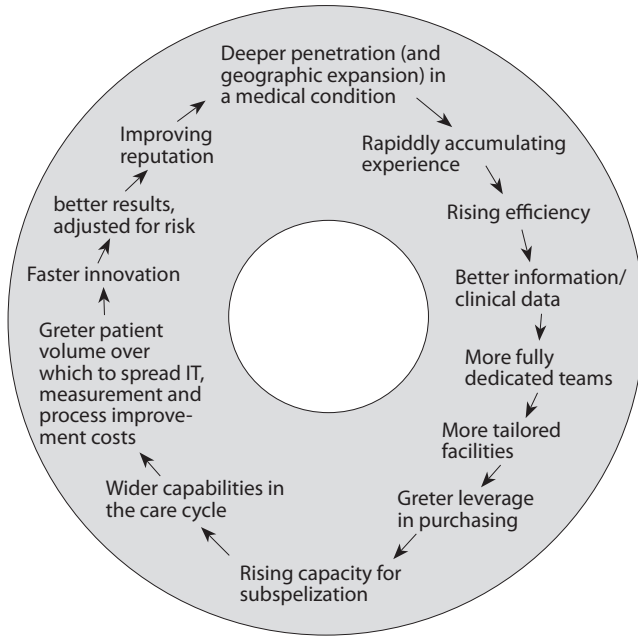 Deeper penetration (and
geographic expansion) in
a medical condition
Rapiddly accumulating
experience
Rising efficiency
Better information/
clinical data
More fully
dedicated teams
More tailored
facilities
Greter leverage
in purchasing
Rising capacity for
subspelization
Wider capabilities in
the care cycle
Greter patient
volume over
which to spread IT,
measurement and
process improve-
ment costs
Faster innovation
better results,
adjusted for risk
Improving
reputation